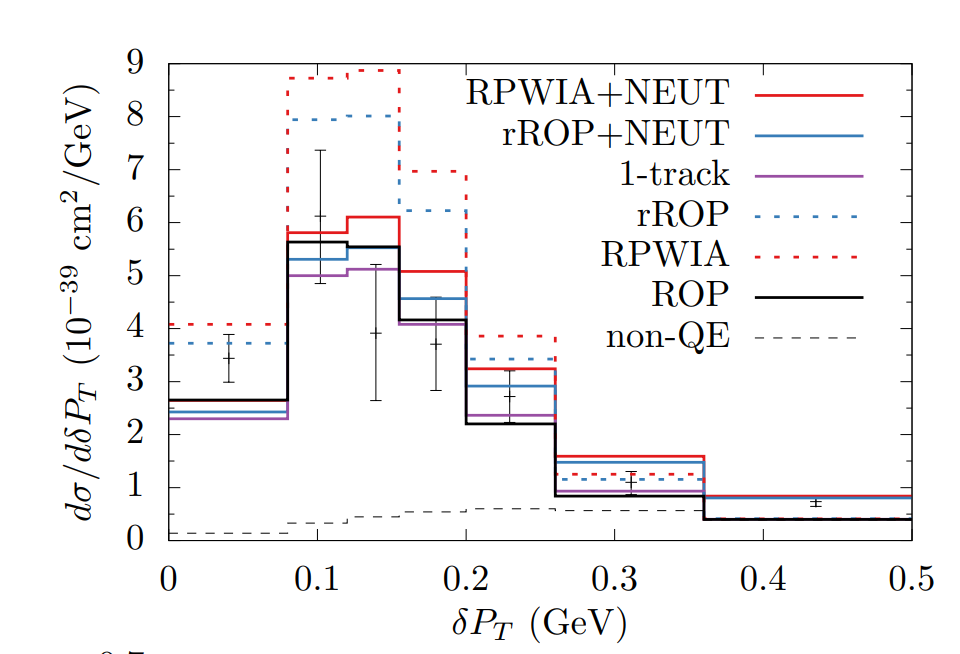 9
8
7
6
5
4
3
2
1
0
dσ/dδP_T (10⁻³⁹ cm²/GeV)
RPWIA+NEUT
rROP+NEUT
1-track
rROP
RPWIA
ROP
non-QE
0 0.1 0.2 0.3 0.4 0.5
δP_T (GeV)